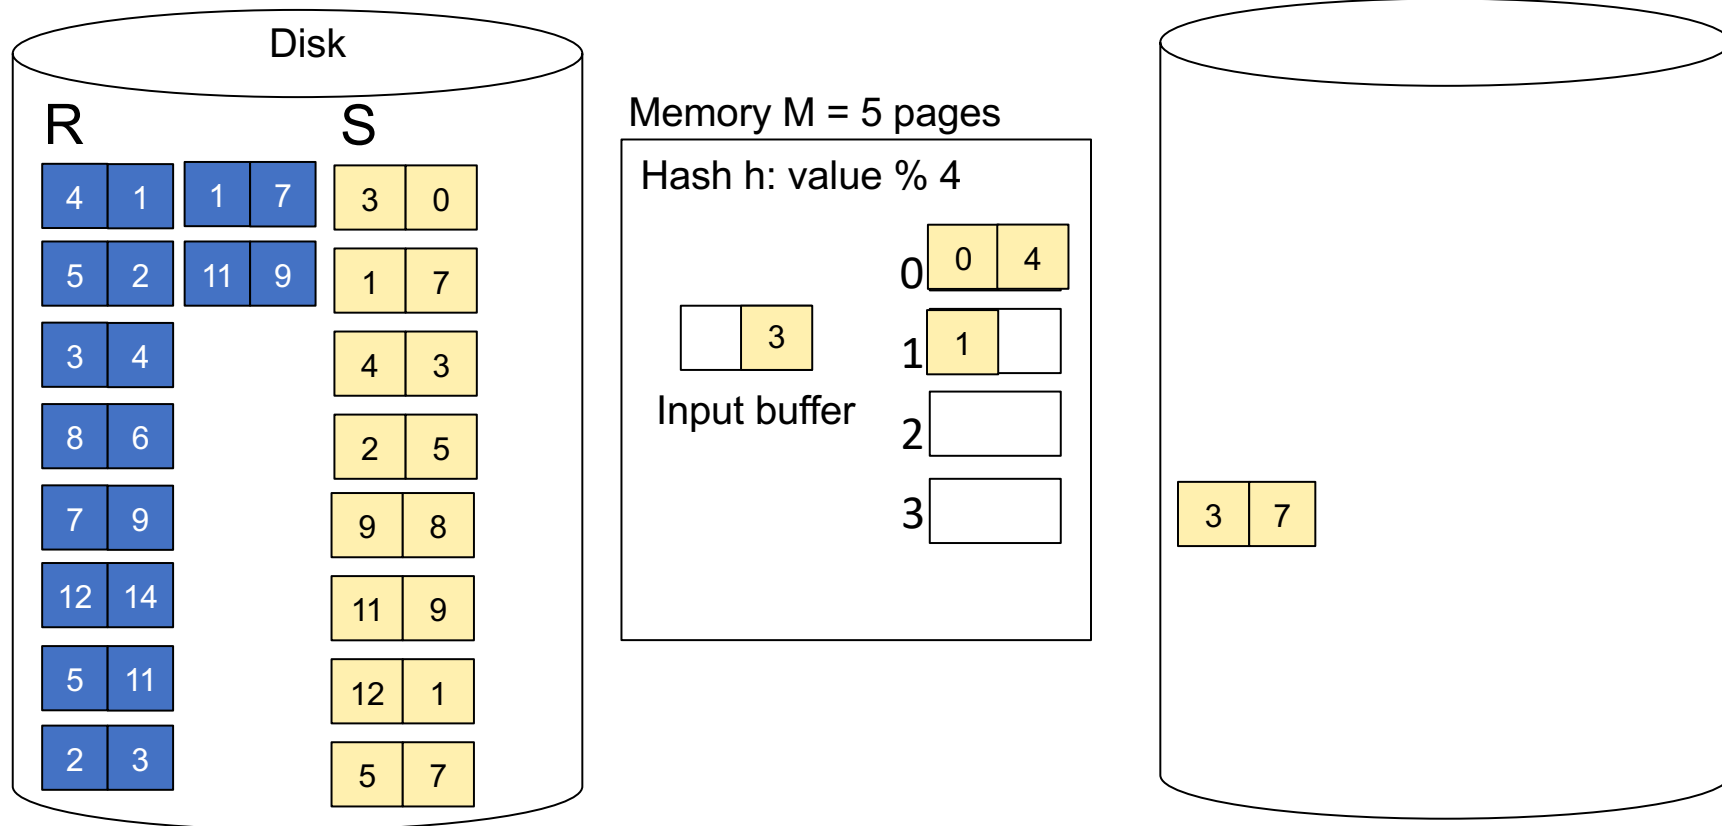 Disk
R S
4 1 1 7 3 0
5 2 11 9 1 7
3 4 4 3
8 6 2 5
7 9 9 8
12 14 11 9
5 11 12 1
2 3 5 7
Memory M = 5 pages
Hash h: value % 4
0 0 4
3
Input buffer
1 1
2
3
3 7